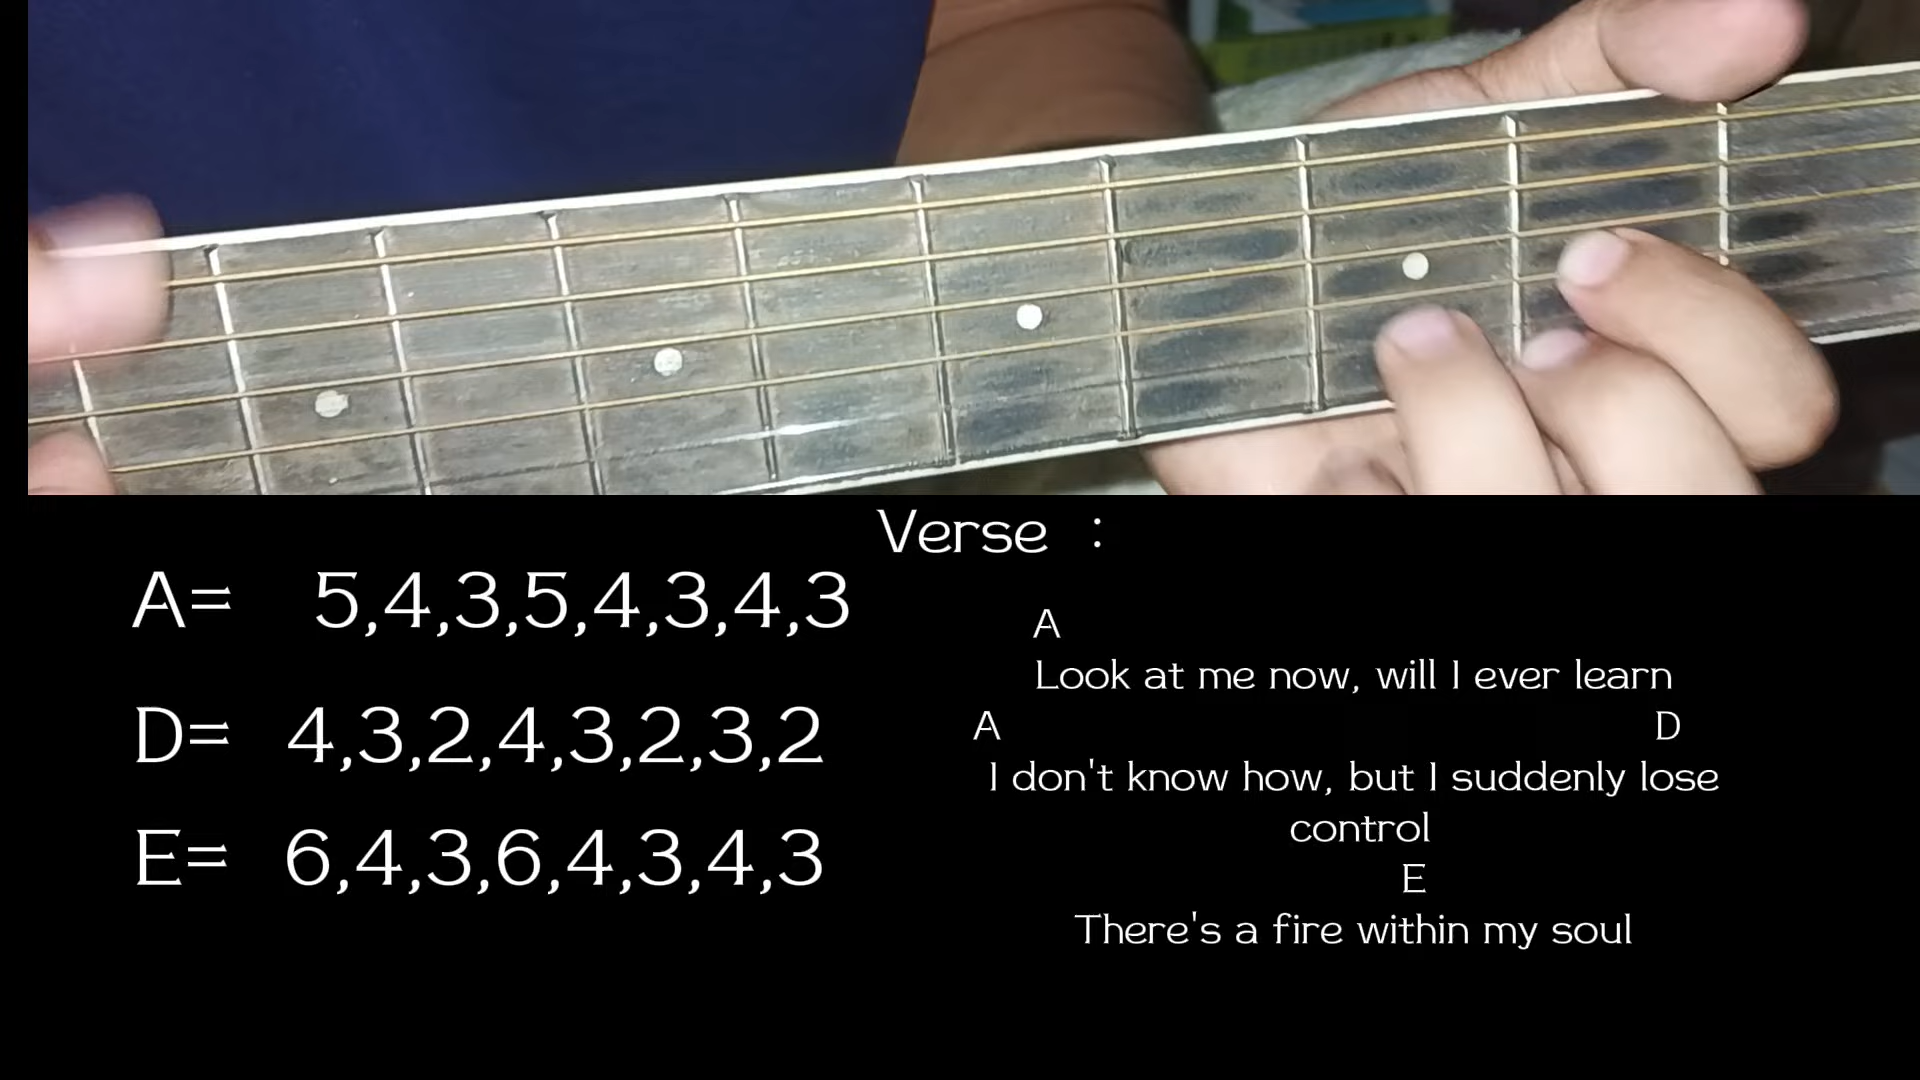 Verse :
A= 5,4,3,5,4,3,4,3
D= 4,3,2,4,3,2,3,2
E= 6,4,3,6,4,3,4,3
A
Look at me now, will I ever learn
A D
I don't know how, but I suddenly lose
control
E
There's a fire within my soul